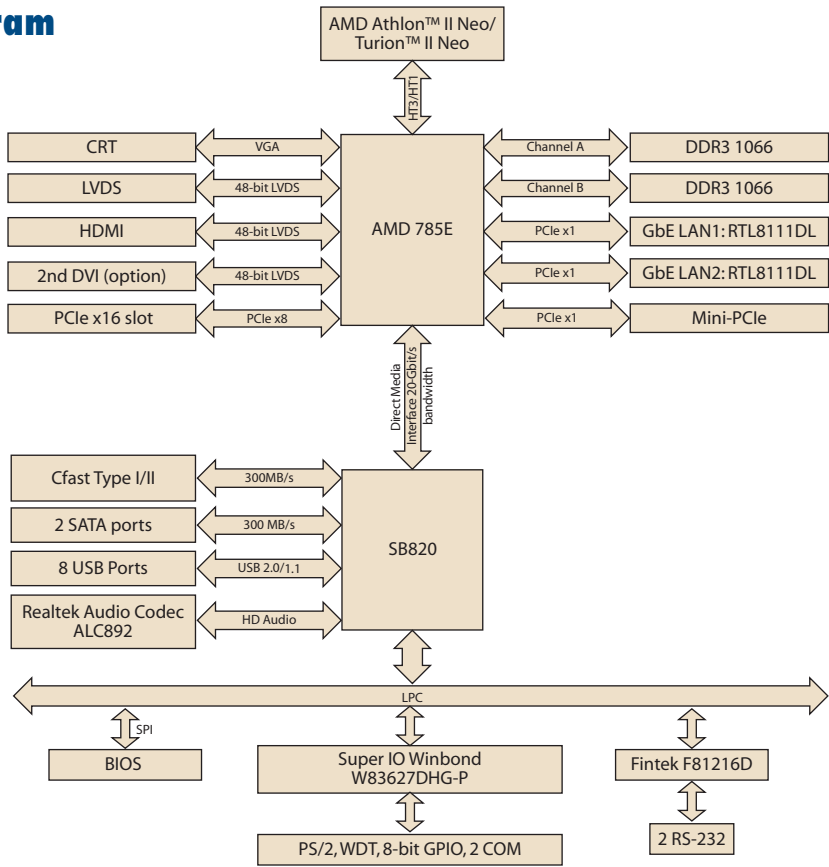 ram
AMD Athlon™ II Neo/
Turion™ II Neo
HT3/HT1
CRT
VGA
Channel A
DDR3 1066
LVDS
48-bit LVDS
Channel B
DDR3 1066
AMD 785E
HDMI
48-bit LVDS
PCIe x1
GbE LAN1: RTL8111DL
2nd DVI (option)
48-bit LVDS
PCIe x1
GbE LAN2: RTL8111DL
PCIe x16 slot
PCIe x8
PCIe x1
Mini-PCIe
Direct Media
Interface 20-Gbit/s
bandwidth
Cfast Type I/II
300MB/s
2 SATA ports
300 MB/s
SB820
8 USB Ports
USB 2.0/1.1
Realtek Audio Codec
ALC892
HD Audio
LPC
SPI
BIOS
Super IO Winbond
W83627DHG-P
Fintek F81216D
PS/2, WDT, 8-bit GPIO, 2 COM
2 RS-232